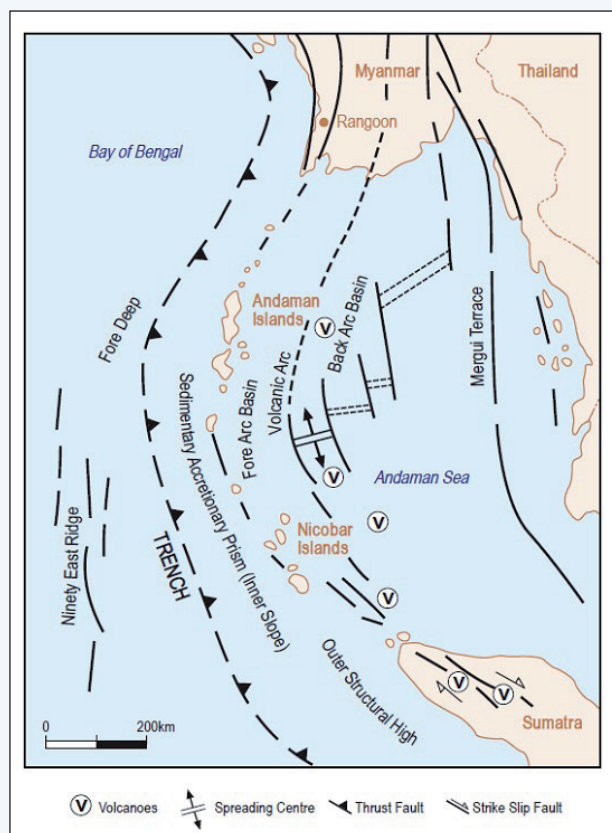 Myanmar
Thailand
Rangoon
Bay of Bengal
Andaman
Islands
Fore Deep
Back Arc Basin
Volcanic Arc
Mergui Terrace
Fore Arc Basin
Sedimentary Accretionary Prism (Inner Slope)
Andaman Sea
Ninety East Ridge
TRENCH
Nicobar
Islands
Outer Structural High
Sumatra
0 200km
V
V
V
V
V
V
V Volcanoes Spreading Centre Thrust Fault Strike Slip Fault